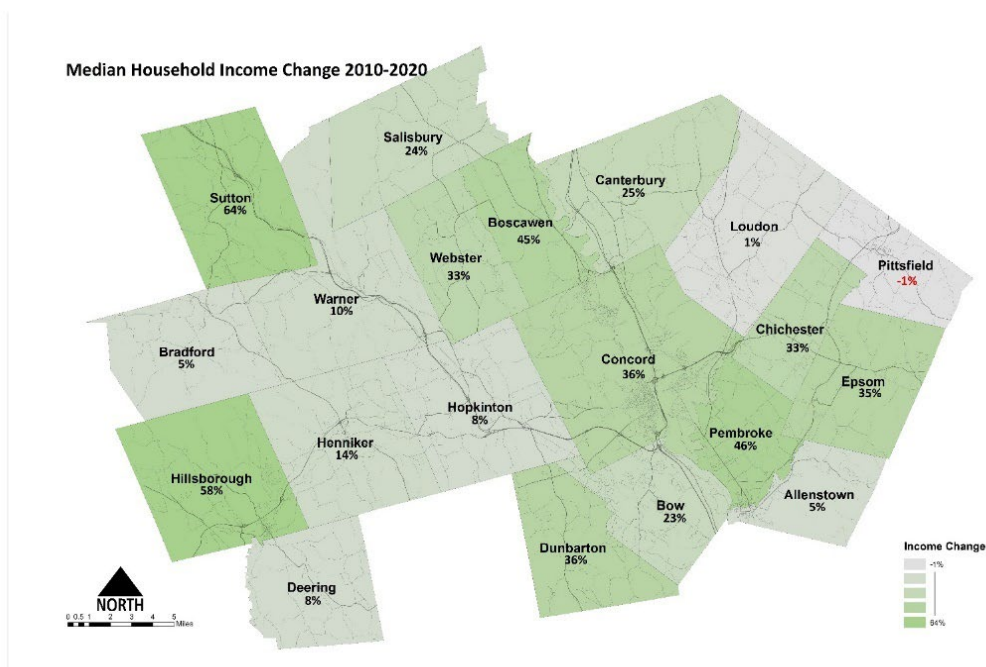 Median Household Income Change 2010-2020
Salisbury
24%
Sutton
64%
Canterbury
25%
Boscawen
45%
Loudon
1%
Webster
33%
Pittsfield
-1%
Warner
10%
Chichester
33%
Bradford
5%
Concord
36%
Epsom
35%
Hopkinton
8%
Pembroke
46%
Henniker
14%
Hillsborough
58%
Allenstown
5%
Bow
23%
Dunbarton
36%
Deering
8%
Income Change
-1%
64%
NORTH
0 0.5 1 2 3 4 5
Miles